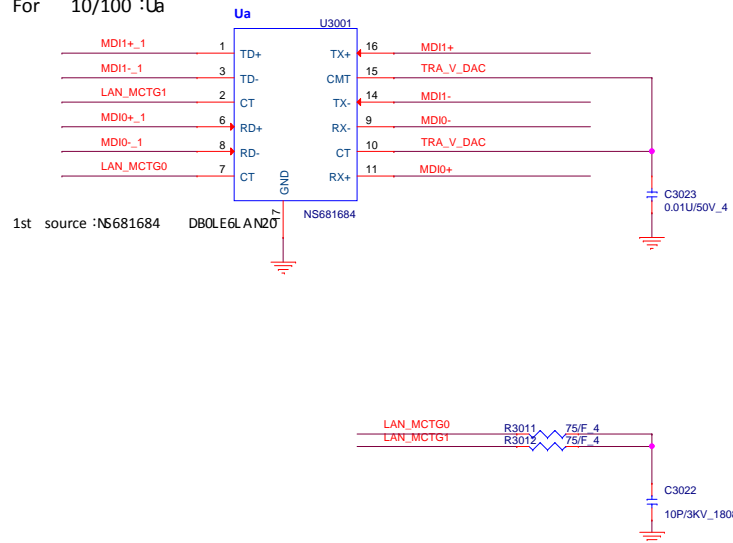 For 10/100 :Ua
Ua
U3001
MDI1+_1 1 TD+ TX+ 16 MDI1+
MDI1-_1 3 TD- CMT 15 TRA_V_DAC
LAN_MCTG1 2 CT TX- 14 MDI1-
MDI0+_1 6 RD+ RX- 9 MDI0-
MDI0-_1 8 RD- CT 10 TRA_V_DAC
LAN_MCTG0 7 CT RX+ 11 MDI0+
GND
C3023
0.01U/50V_4
NS681684
1st source :NS681684 DB0LE6LAN20
17
LAN_MCTG0 R3011 75/F_4
LAN_MCTG1 R3012 75/F_4
C3022
10P/3KV_1808